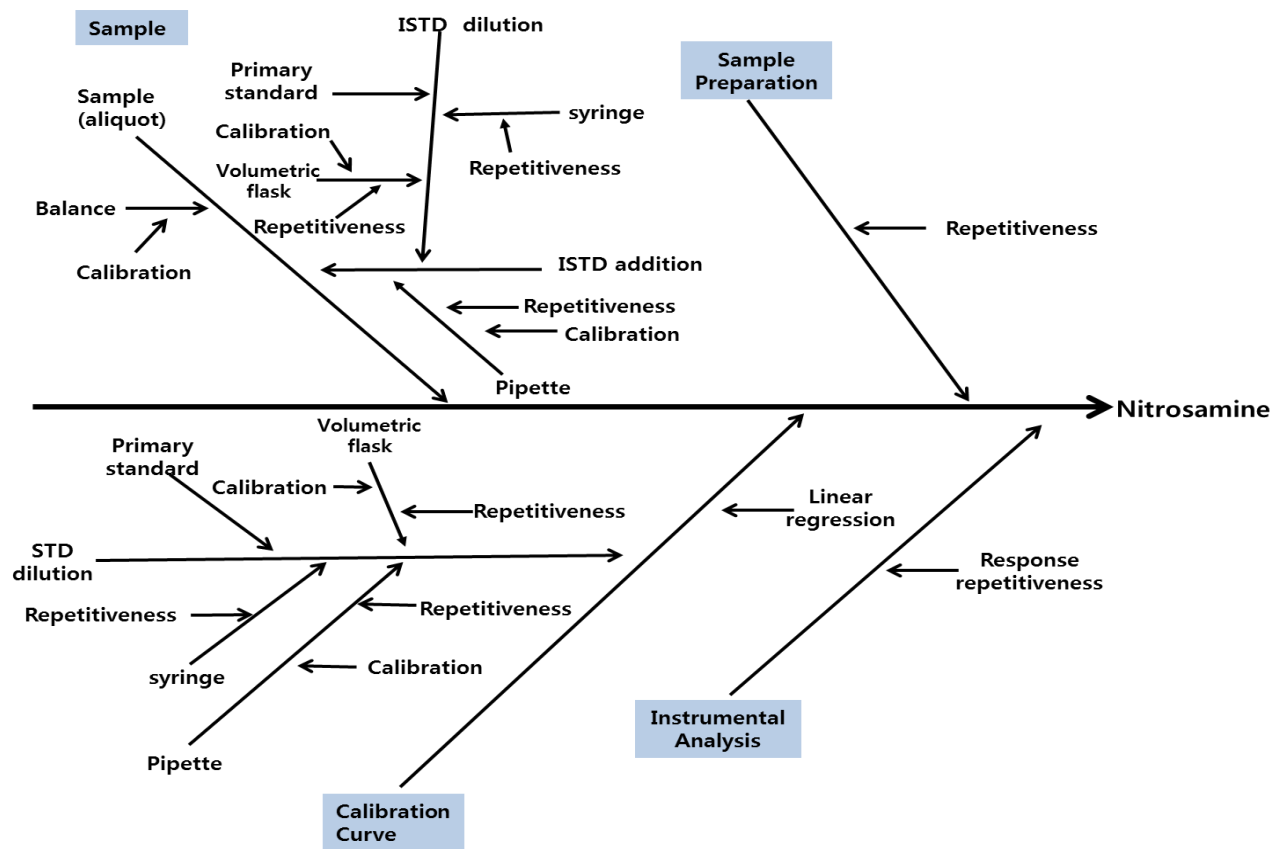 Sample
ISTD dilution
Primary
standard
Sample
Preparation
Sample
(aliquot)
syringe
Calibration
Repetitiveness
Volumetric
flask
Balance
Repetitiveness
Repetitiveness
Calibration
ISTD addition
Repetitiveness
Calibration
Pipette
Nitrosamine
Volumetric
flask
Primary
standard
Calibration
Repetitiveness
Linear
regression
STD
dilution
Response
repetitiveness
Repetitiveness
Repetitiveness
Calibration
syringe
Instrumental
Analysis
Pipette
Calibration
Curve